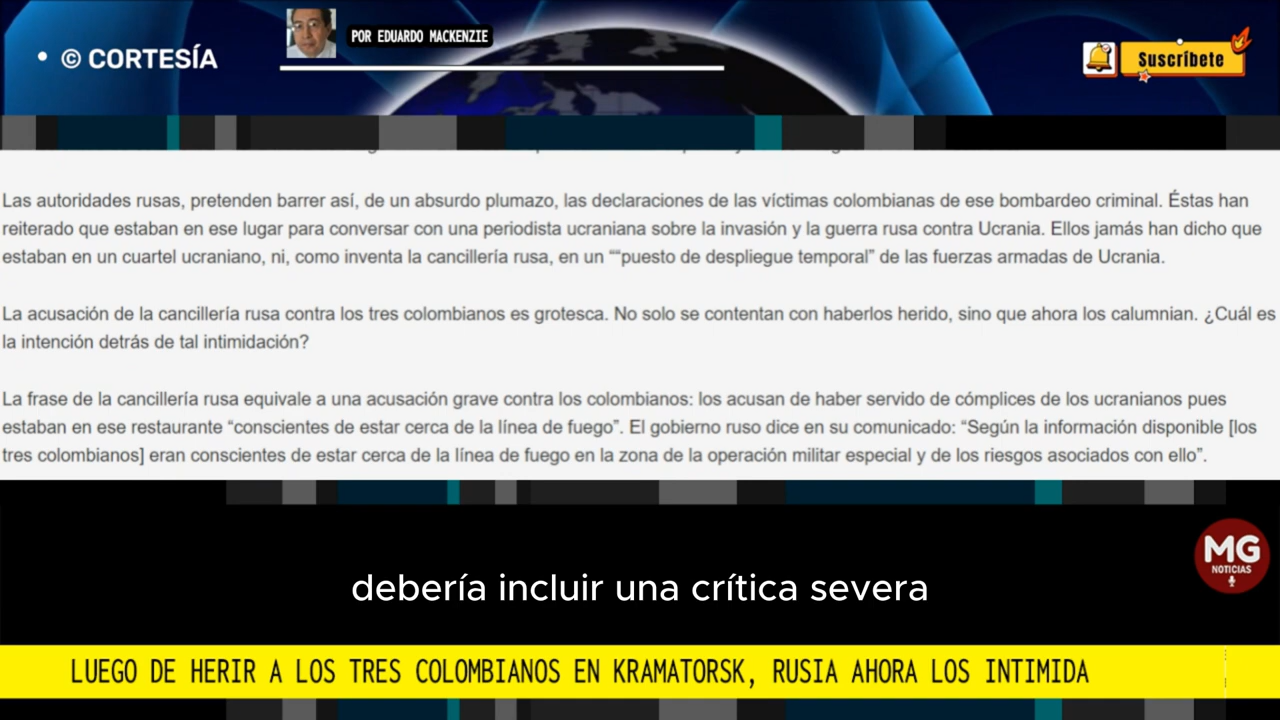 • © CORTESÍA
POR EDUARDO MACKENZIE
Suscríbete
Las autoridades rusas, pretenden barrer así, de un absurdo plumazo, las declaraciones de las víctimas colombianas de ese bombardeo criminal. Éstas han
reiterado que estaban en ese lugar para conversar con una periodista ucraniana sobre la invasión y la guerra rusa contra Ucrania. Ellos jamás han dicho que
estaban en un cuartel ucraniano, ni, como inventa la cancillería rusa, en un "“puesto de despliegue temporal” de las fuerzas armadas de Ucrania.
La acusación de la cancillería rusa contra los tres colombianos es grotesca. No solo se contentan con haberlos herido, sino que ahora los calumnian. ¿Cuál es
la intención detrás de tal intimidación?
La frase de la cancillería rusa equivale a una acusación grave contra los colombianos: los acusan de haber servido de cómplices de los ucranianos pues
estaban en ese restaurante “conscientes de estar cerca de la línea de fuego”. El gobierno ruso dice en su comunicado: “Según la información disponible [los
tres colombianos] eran conscientes de estar cerca de la línea de fuego en la zona de la operación militar especial y de los riesgos asociados con ello”.
MG
NOTICIAS
debería incluir una crítica severa
LUEGO DE HERIR A LOS TRES COLOMBIANOS EN KRAMATORSK, RUSIA AHORA LOS INTIMIDA